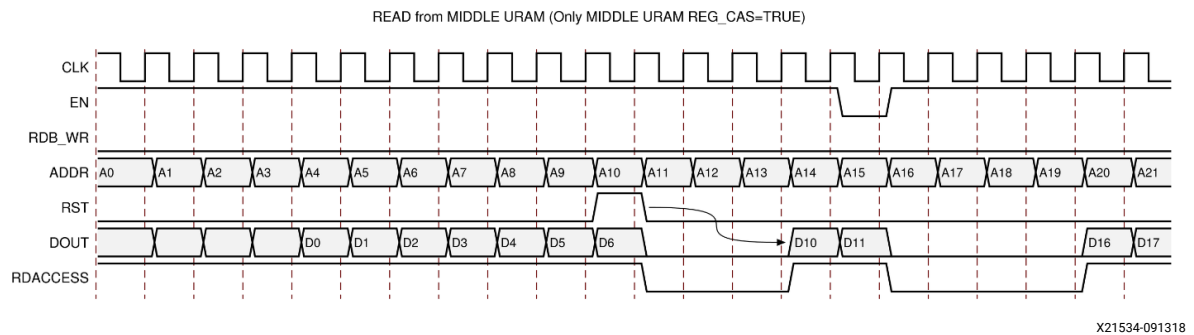 READ from MIDDLE URAM (Only MIDDLE URAM REG_CAS=TRUE)
CLK
EN
RDB_WR
ADDR A0 A1 A2 A3 A4 A5 A6 A7 A8 A9 A10 A11 A12 A13 A14 A15 A16 A17 A18 A19 A20 A21
RST
DOUT D0 D1 D2 D3 D4 D5 D6 D10 D11 D16 D17
RDACCESS
X21534-091318